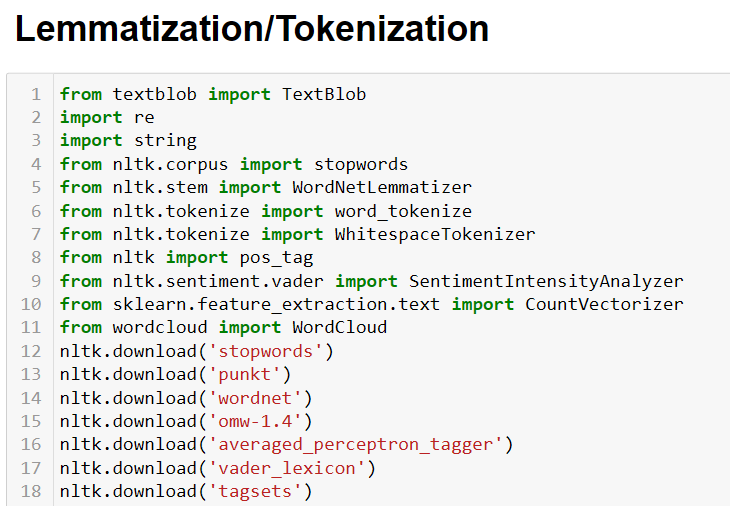 Lemmatization/Tokenization
1 from textblob import TextBlob
2 import re
3 import string
4 from nltk.corpus import stopwords
5 from nltk.stem import WordNetLemmatizer
6 from nltk.tokenize import word_tokenize
7 from nltk.tokenize import WhitespaceTokenizer
8 from nltk import pos_tag
9 from nltk.sentiment.vader import SentimentIntensityAnalyzer
10 from sklearn.feature_extraction.text import CountVectorizer
11 from wordcloud import WordCloud
12 nltk.download('stopwords')
13 nltk.download('punkt')
14 nltk.download('wordnet')
15 nltk.download('omw-1.4')
16 nltk.download('averaged_perceptron_tagger')
17 nltk.download('vader_lexicon')
18 nltk.download('tagsets')